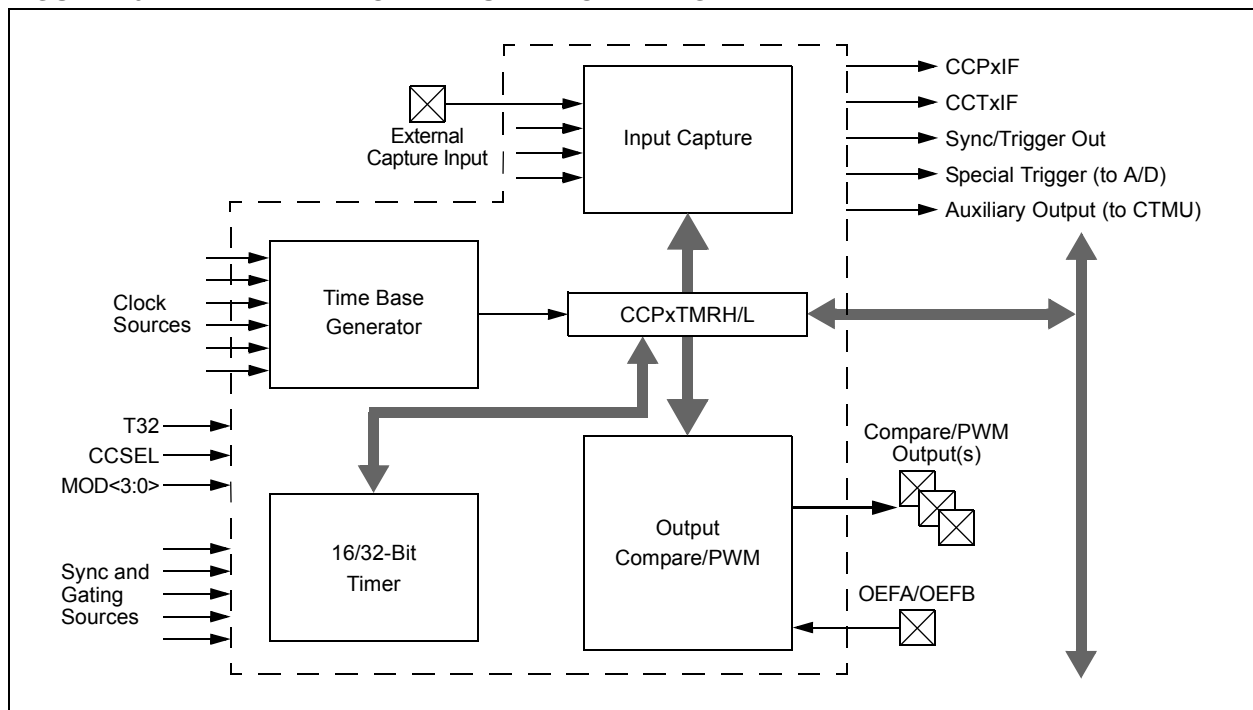 External
Capture Input
Input Capture
CCPxIF
CCTxIF
Sync/Trigger Out
Special Trigger (to A/D)
Auxiliary Output (to CTMU)
Clock
Sources
Time Base
Generator
CCPxTMRH/L
T32
CCSEL
MOD<3:0>
Sync and
Gating
Sources
16/32-Bit
Timer
Output
Compare/PWM
Compare/PWM
Output(s)
OEFA/OEFB